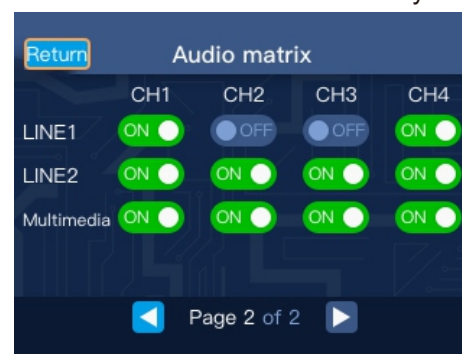 Return Audio matrix
CH1 CH2 CH3 CH4
LINE1 ON OFF OFF ON
LINE2 ON ON ON ON
Multimedia ON ON ON ON
Page 2 of 2